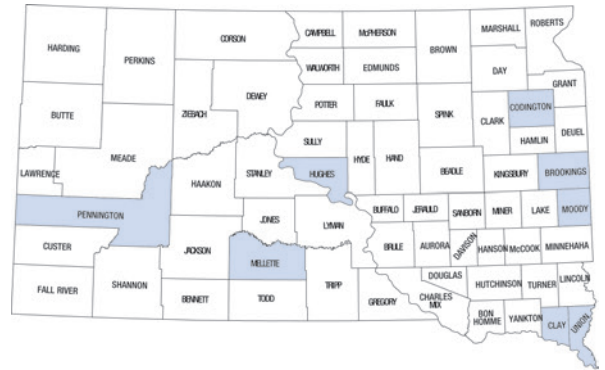 HARDING
PERKINS
CORSON
CAMPBELL
McPHERSON
BROWN
MARSHALL
ROBERTS
WALWORTH
EDMUNDS
DAY
GRANT
BUTTE
ZIEBACH
DEWEY
POTTER
FAULK
SPINK
CLARK
CODINGTON
HAMLIN
DEUEL
LAWRENCE
MEADE
HAAKON
STANLEY
SULLY
HUGHES
HYDE
HAND
BEADLE
KINGSBURY
BROOKINGS
PENNINGTON
JONES
LYMAN
BUFFALO
JERAULD
SANBORN
MINER
LAKE
MOODY
CUSTER
JACKSON
MELLETTE
BRULE
AURORA
DAVISON
HANSON
McCOOK
MINNEHAHA
FALL RIVER
SHANNON
BENNETT
TODD
TRIPP
GREGORY
CHARLES
MIX
DOUGLAS
HUTCHINSON
TURNER
LINCOLN
BON
HOMME
YANKTON
CLAY
UNION